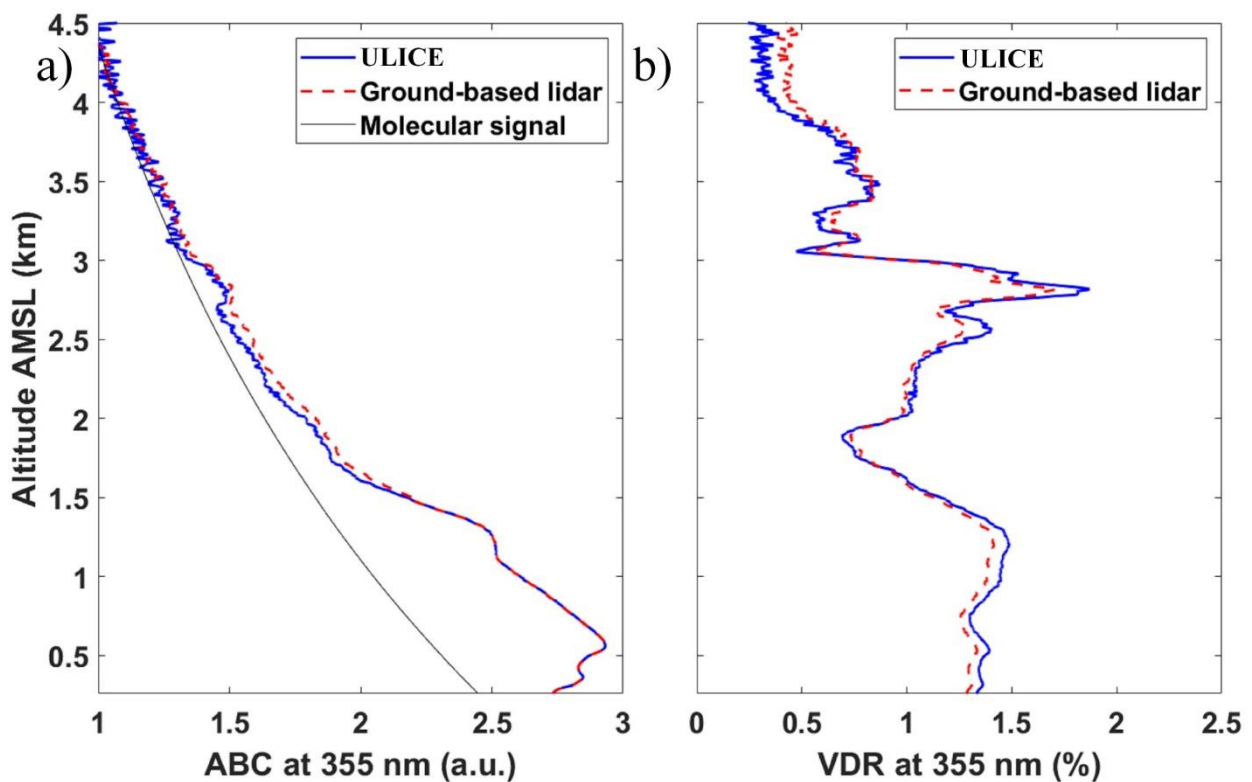 a)
ULICE
Ground-based lidar
Molecular signal
4.5
4
3.5
3
2.5
2
1.5
1
0.5
Altitude AMSL (km)
1 1.5 2 2.5 3
ABC at 355 nm (a.u.)
b)
ULICE
Ground-based lidar
0 0.5 1 1.5 2 2.5
VDR at 355 nm (%)